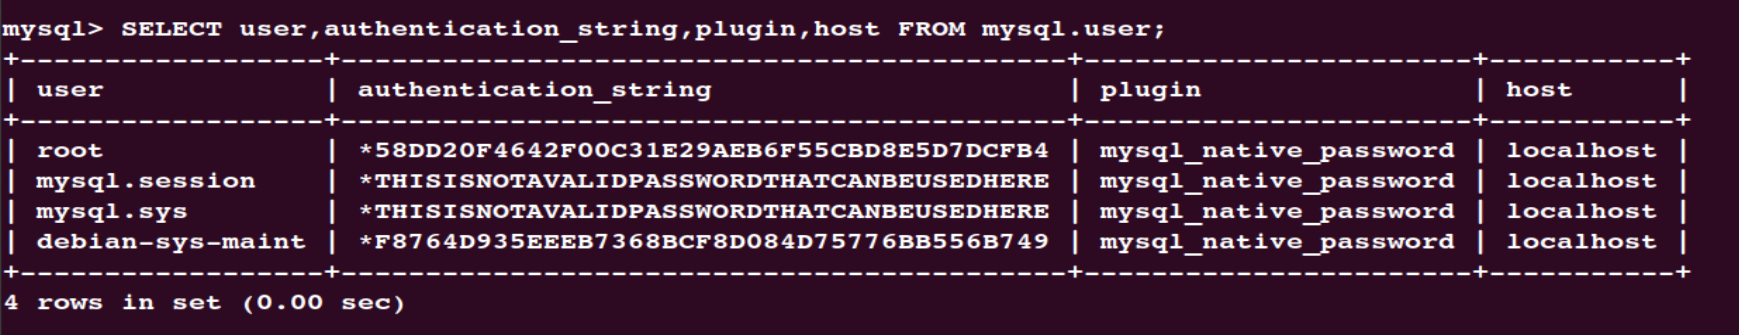 mysql> SELECT user,authentication_string,plugin,host FROM mysql.user;
+------------------+-------------------------------------------+-----------------------+-----------+
| user             | authentication_string                     | plugin                | host      |
+------------------+-------------------------------------------+-----------------------+-----------+
| root             | *58DD20F4642F00C31E29AEB6F55CBD8E5D7DCFB4 | mysql_native_password | localhost |
| mysql.session    | *THISISNOTAVALIDPASSWORDTHATCANBEUSEDHERE | mysql_native_password | localhost |
| mysql.sys        | *THISISNOTAVALIDPASSWORDTHATCANBEUSEDHERE | mysql_native_password | localhost |
| debian-sys-maint | *F8764D935EEEB7368BCF8D084D75776BB556B749 | mysql_native_password | localhost |
+------------------+-------------------------------------------+-----------------------+-----------+
4 rows in set (0.00 sec)